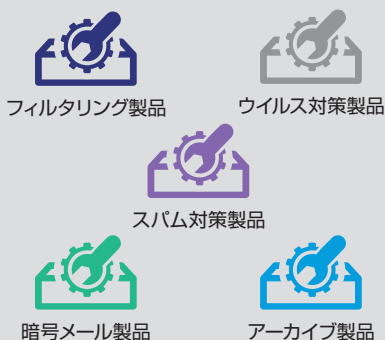 フィルタリング製品
ウイルス対策製品
スパム対策製品
暗号メール製品
アーカイブ製品